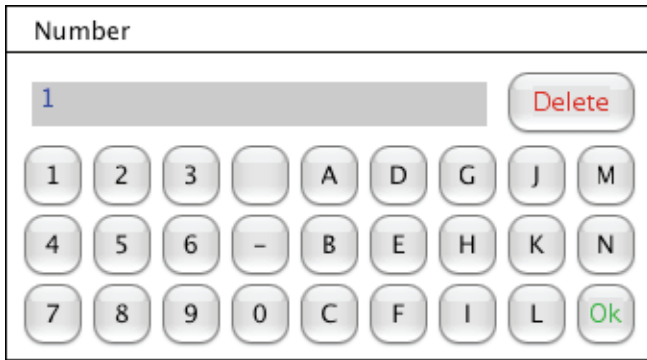 Number
1 Delete
1 2 3 A D G J M
4 5 6 - B E H K N
7 8 9 0 C F I L Ok